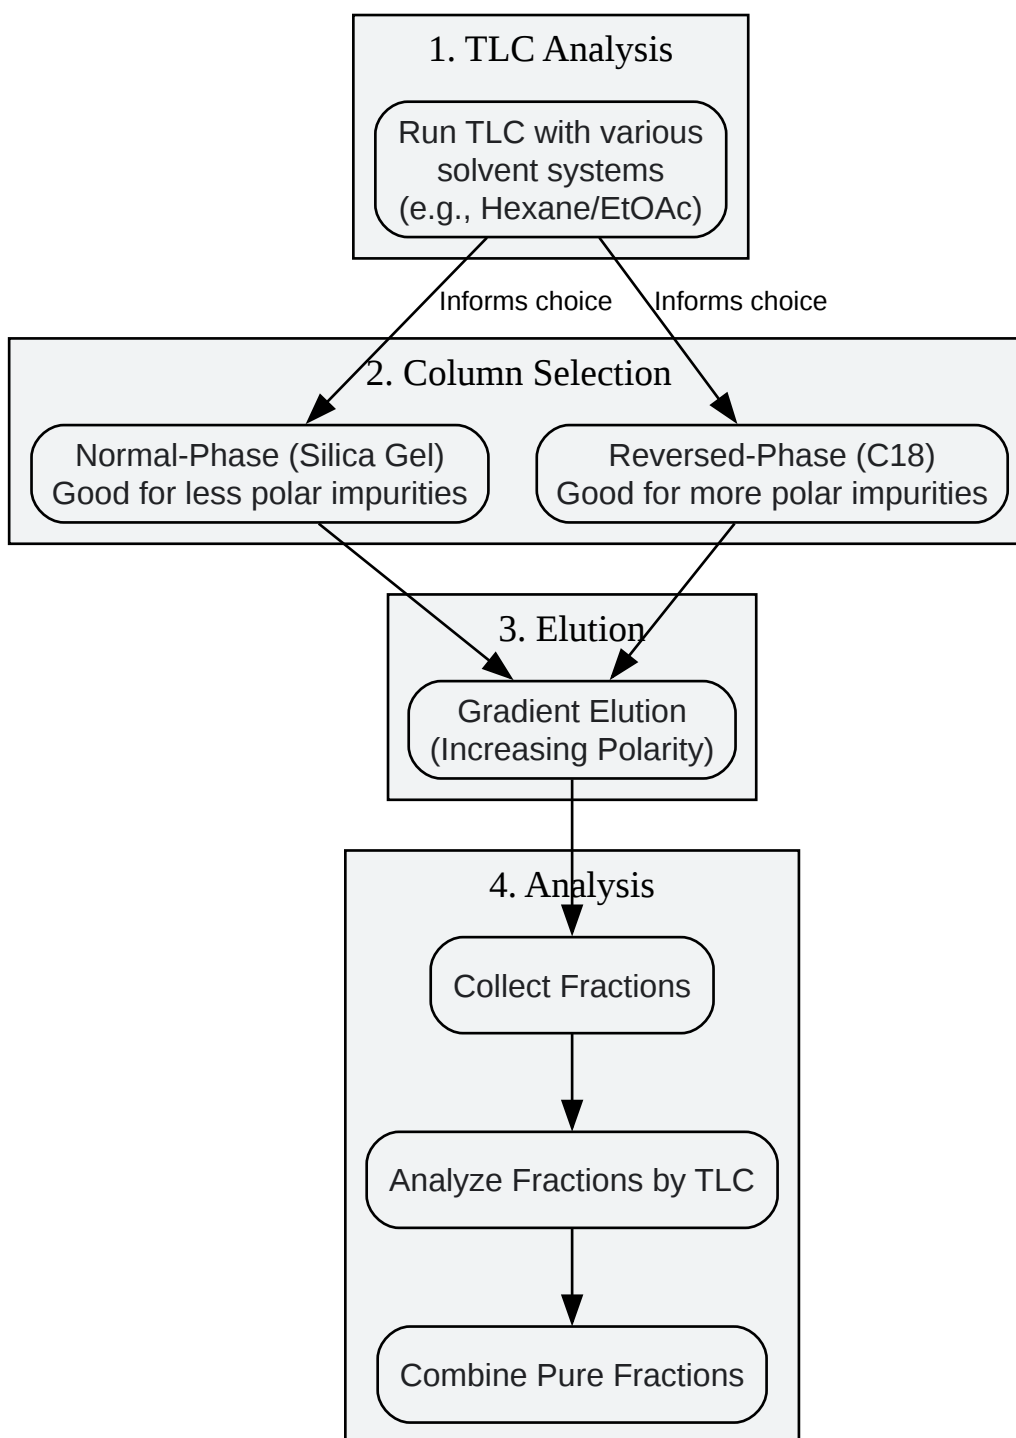 1. TLC Analysis
Run TLC with various
solvent systems
(e.g., Hexane/EtOAc)
Informs choice
Informs choice
2. Column Selection
Normal-Phase (Silica Gel)
Good for less polar impurities
Reversed-Phase (C18)
Good for more polar impurities
3. Elution
Gradient Elution
(Increasing Polarity)
4. Analysis
Collect Fractions
Analyze Fractions by TLC
Combine Pure Fractions